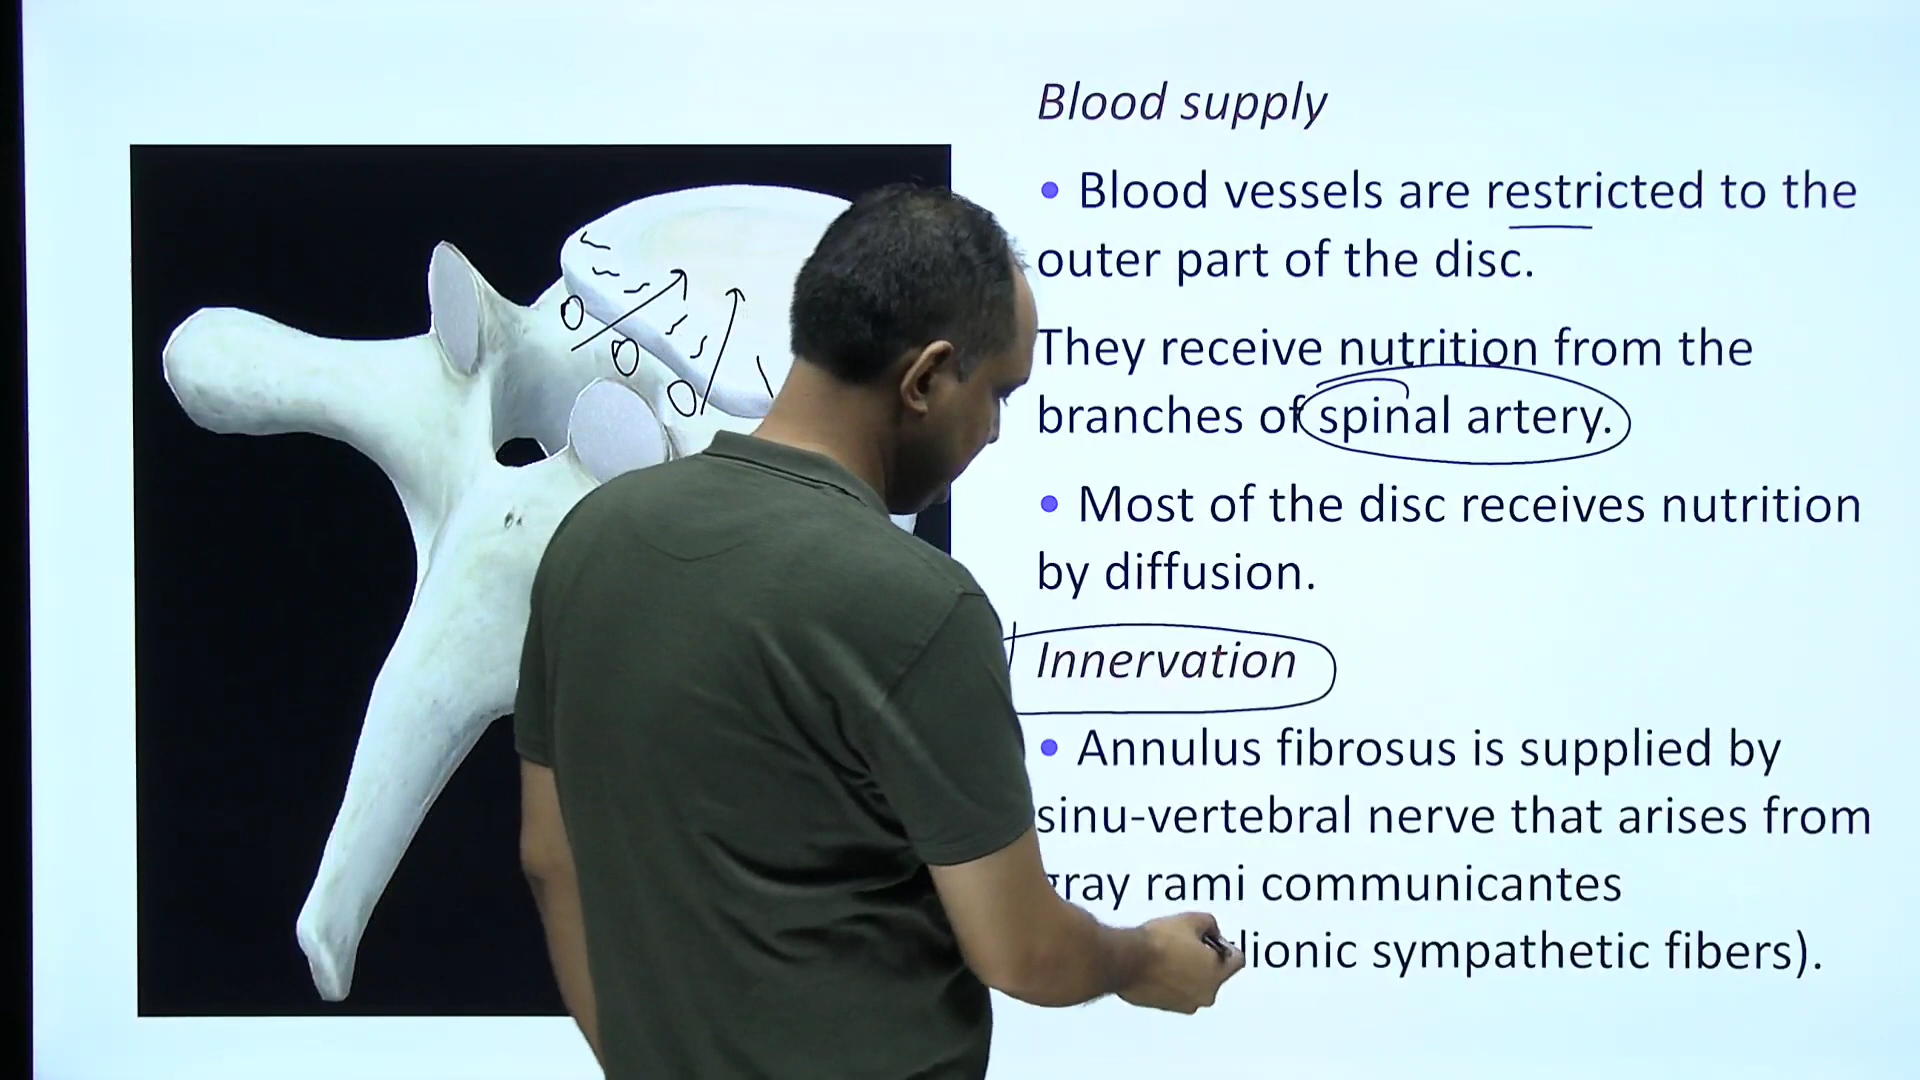 Blood supply
• Blood vessels are restricted to the
outer part of the disc.
They receive nutrition from the
branches of spinal artery.
• Most of the disc receives nutrition
by diffusion.
Innervation
• Annulus fibrosus is supplied by
sinu-vertebral nerve that arises from
gray rami communicantes
sympathetic fibers).